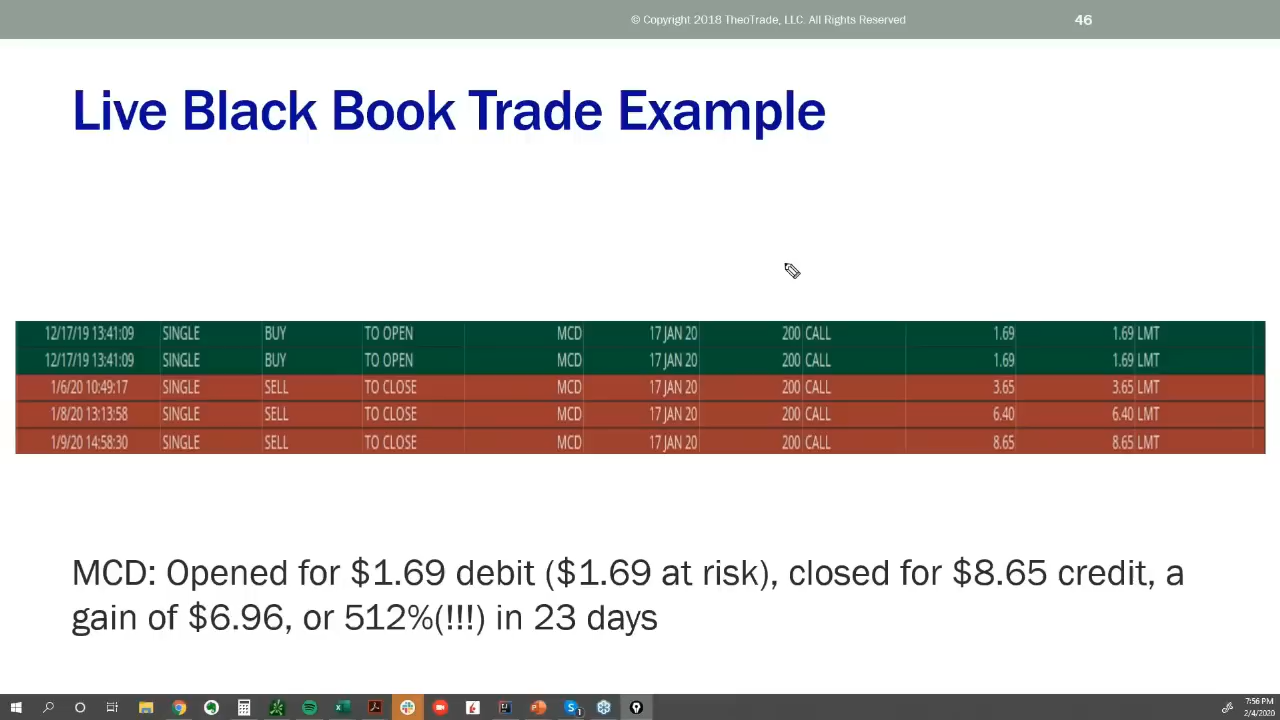 © Copyright 2018 TheoTrade, LLC. All Rights Reserved 46
Live Black Book Trade Example
12/17/19 13:41:09 SINGLE BUY TO OPEN MCD 17 JAN 20 200 CALL 1.69 1.69 LMT
12/17/19 13:41:09 SINGLE BUY TO OPEN MCD 17 JAN 20 200 CALL 1.69 1.69 LMT
1/6/20 10:49:17 SINGLE SELL TO CLOSE MCD 17 JAN 20 200 CALL 3.65 3.65 LMT
1/8/20 13:13:58 SINGLE SELL TO CLOSE MCD 17 JAN 20 200 CALL 6.40 6.40 LMT
1/9/20 14:58:30 SINGLE SELL TO CLOSE MCD 17 JAN 20 200 CALL 8.65 8.65 LMT
MCD: Opened for $1.69 debit ($1.69 at risk), closed for $8.65 credit, a
gain of $6.96, or 512%(!!!) in 23 days
7:56 PM
2/4/2020